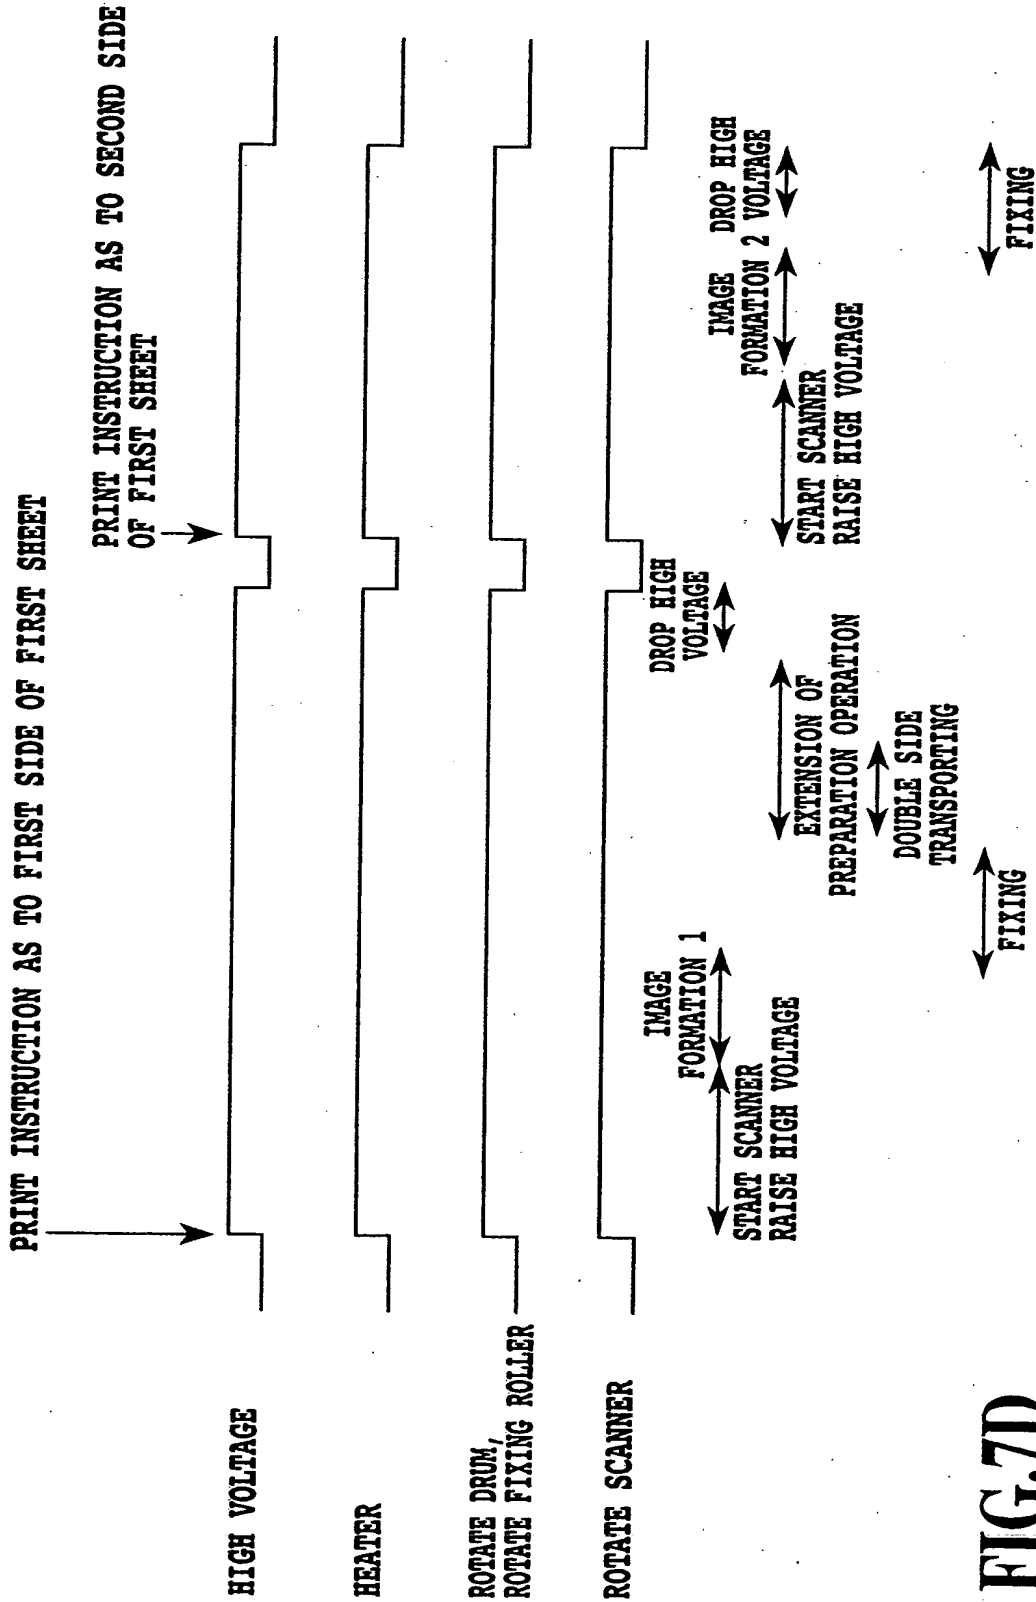 PRINT INSTRUCTION AS TO FIRST SIDE OF FIRST SHEET
PRINT INSTRUCTION AS TO SECOND SIDE
OF FIRST SHEET
HIGH VOLTAGE
HEATER
ROTATE DRUM,
ROTATE FIXING ROLLER
ROTATE SCANNER
START SCANNER
RAISE HIGH VOLTAGE
IMAGE
FORMATION 1
DROP HIGH
VOLTAGE
EXTENSION OF
PREPARATION OPERATION
DOUBLE SIDE
TRANSPORTING
FIXING
START SCANNER
RAISE HIGH VOLTAGE
IMAGE
FORMATION 2
DROP HIGH
VOLTAGE
FIXING
FIG.7D